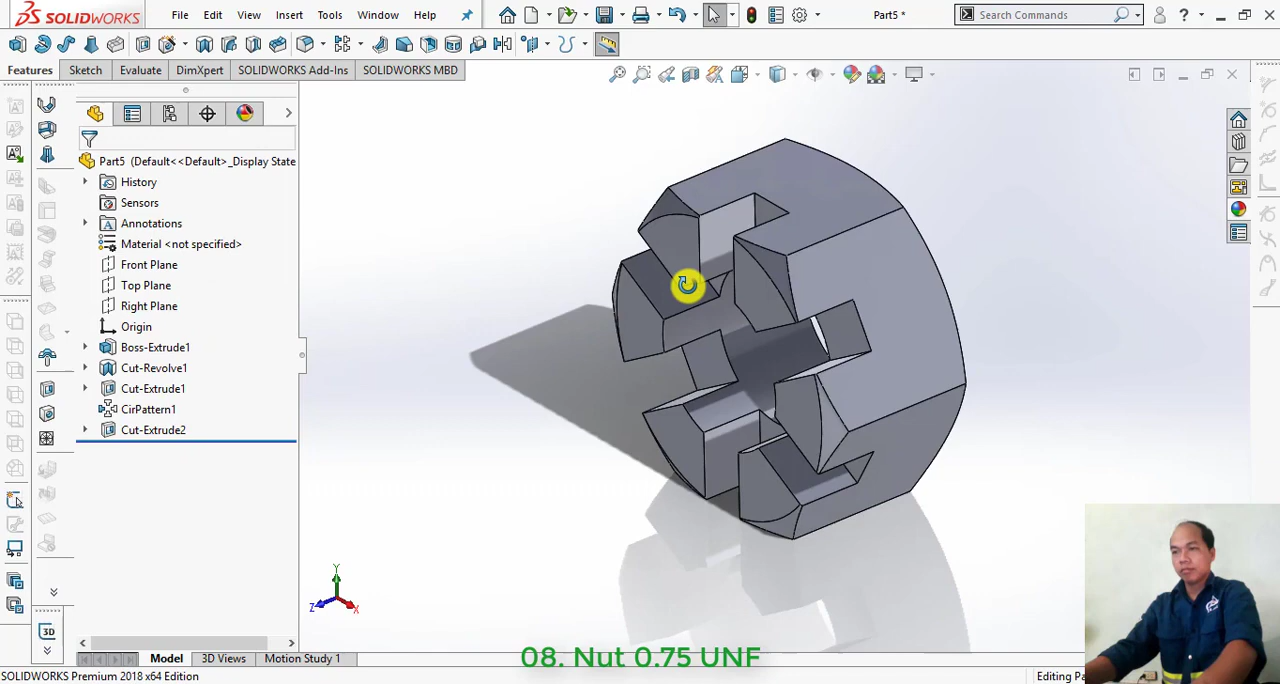 SOLIDWORKS
File Edit View Insert Tools Window Help
Part5 *
Search Commands
Features Sketch Evaluate DimXpert SOLIDWORKS Add-Ins SOLIDWORKS MBD
Part5 (Default<<Default>_Display State
History
Sensors
Annotations
Material <not specified>
Front Plane
Top Plane
Right Plane
Origin
Boss-Extrude1
Cut-Revolve1
Cut-Extrude1
CirPattern1
Cut-Extrude2
Y
Z
X
3D
Model 3D Views Motion Study 1
08. Nut 0.75 UNF
SOLIDWORKS Premium 2018 x64 Edition
Editing Pa